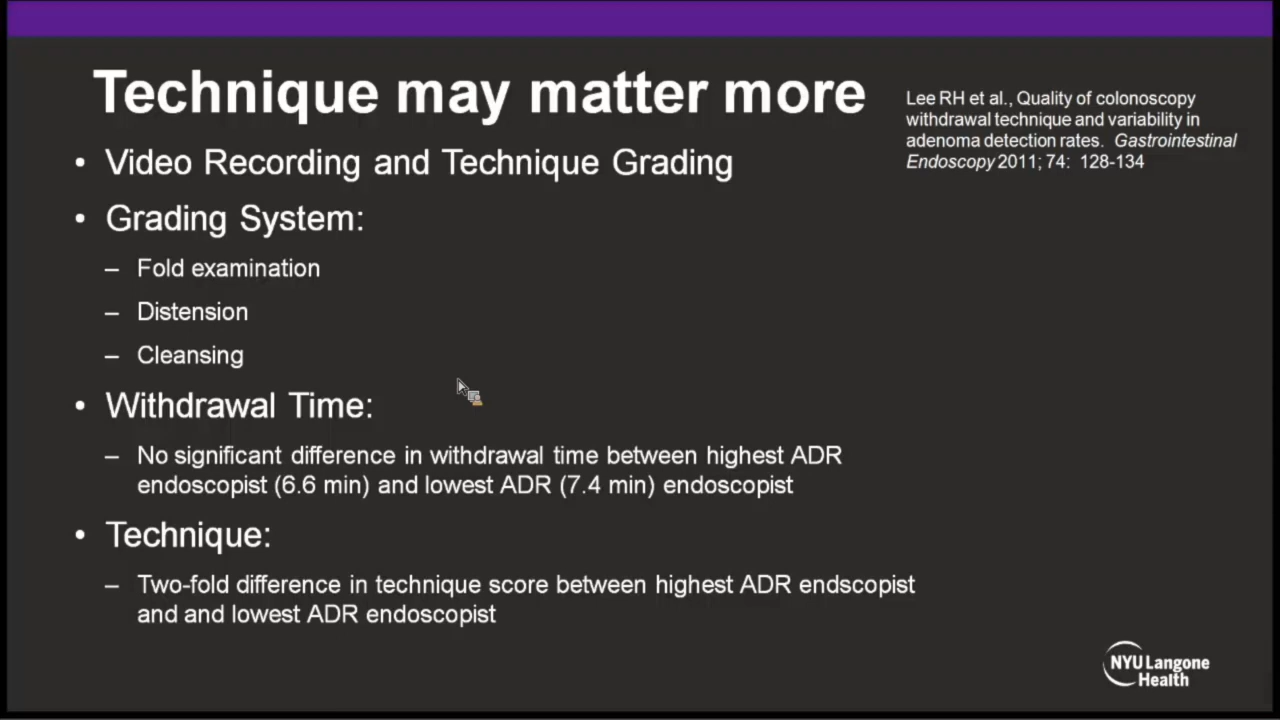 Technique may matter more
Lee RH et al., Quality of colonoscopy
withdrawal technique and variability in
adenoma detection rates. Gastrointestinal
Endoscopy 2011; 74: 128-134
• Video Recording and Technique Grading
• Grading System:
– Fold examination
– Distension
– Cleansing
• Withdrawal Time:
– No significant difference in withdrawal time between highest ADR
endoscopist (6.6 min) and lowest ADR (7.4 min) endoscopist
• Technique:
– Two-fold difference in technique score between highest ADR endscopist
and and lowest ADR endoscopist
NYU Langone
Health